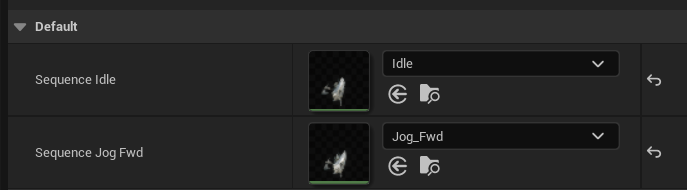 Default
Sequence Idle
Idle
Sequence Jog Fwd
Jog_Fwd